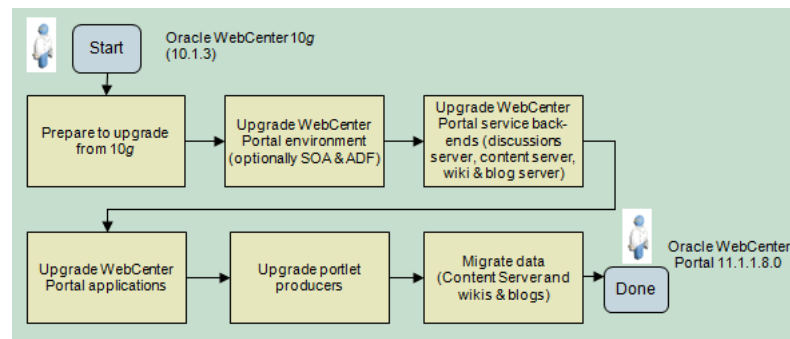 Start
Oracle WebCenter 10g
(10.1.3)
Prepare to upgrade
from 10g
Upgrade WebCenter
Portal environment
(optionally SOA & ADF)
Upgrade WebCenter
Portal service back-
ends (discussions
server, content server,
wiki & blog server)
Upgrade WebCenter
Portal applications
Upgrade portlet
producers
Migrate data
(Content Server and
wikis & blogs)
Done
Oracle WebCenter
Portal 11.1.1.8.0